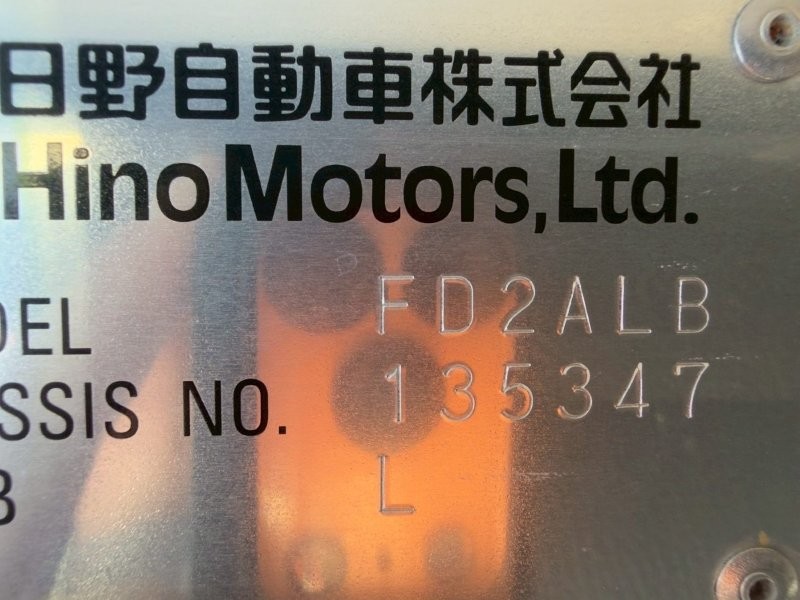 日野自動車株式会社
Hino Motors, Ltd.
DEL FD2ALB
SSIS NO. 135347
B L